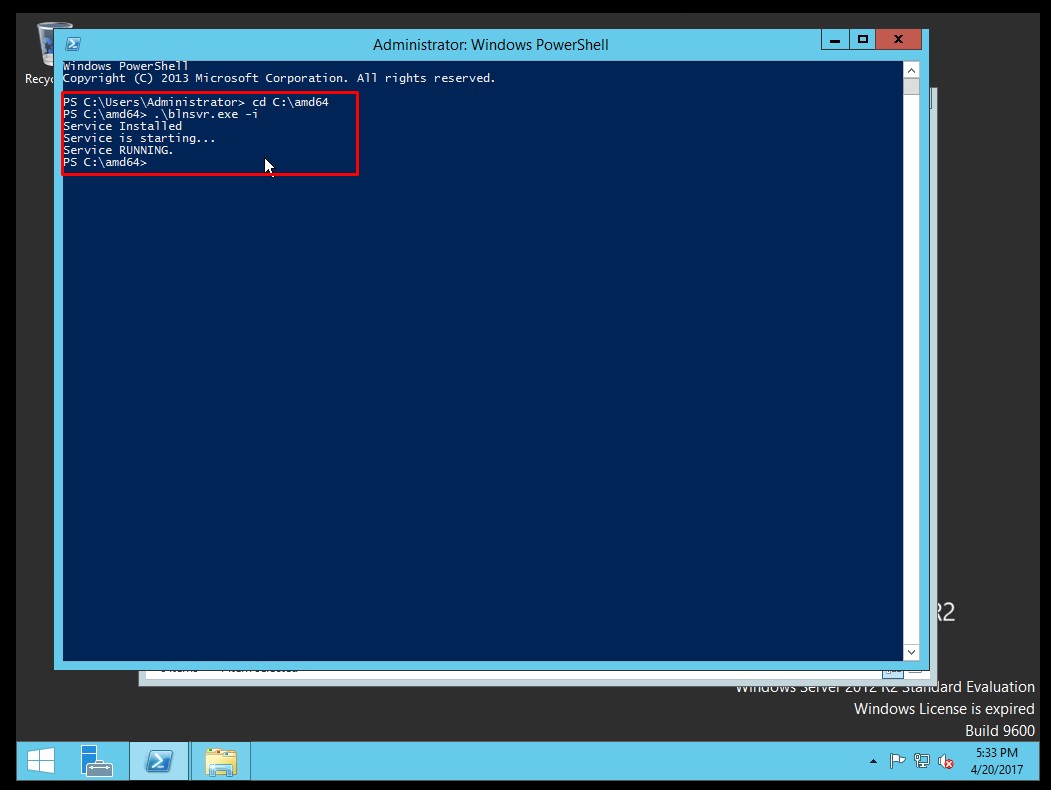 Administrator: Windows PowerShell
Windows PowerShell
Copyright (C) 2013 Microsoft Corporation. All rights reserved.
PS C:\Users\Administrator> cd C:\amd64
PS C:\amd64> .\blnsvr.exe -i
Service Installed
Service is starting...
Service RUNNING.
PS C:\amd64>
Recyc
R2
Windows Server 2012 R2 Standard Evaluation
Windows License is expired
Build 9600
5:33 PM
4/20/2017